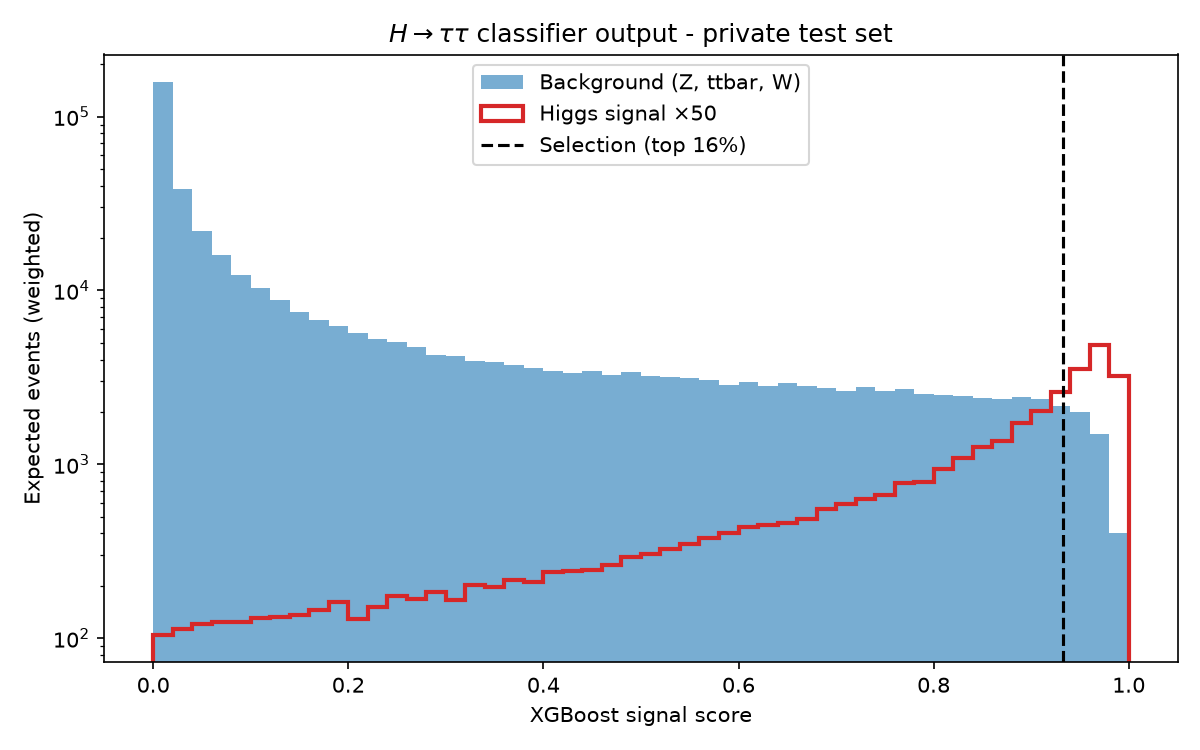 H → ττ classifier output - private test set
Background (Z, ttbar, W)
Higgs signal ×50
Selection (top 16%)
Expected events (weighted)
10⁵
10⁴
10³
10²
0.0 0.2 0.4 0.6 0.8 1.0
XGBoost signal score